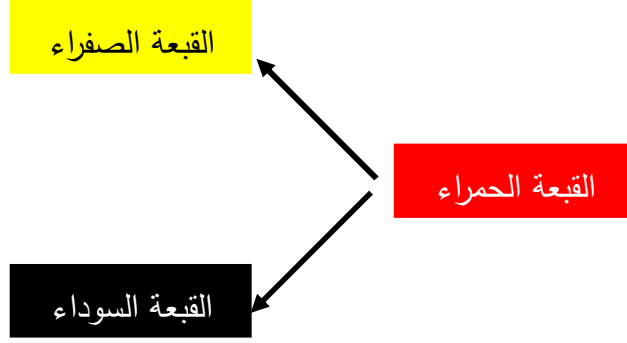 القبعة الصفراء
القبعة الحمراء
القبعة السوداء